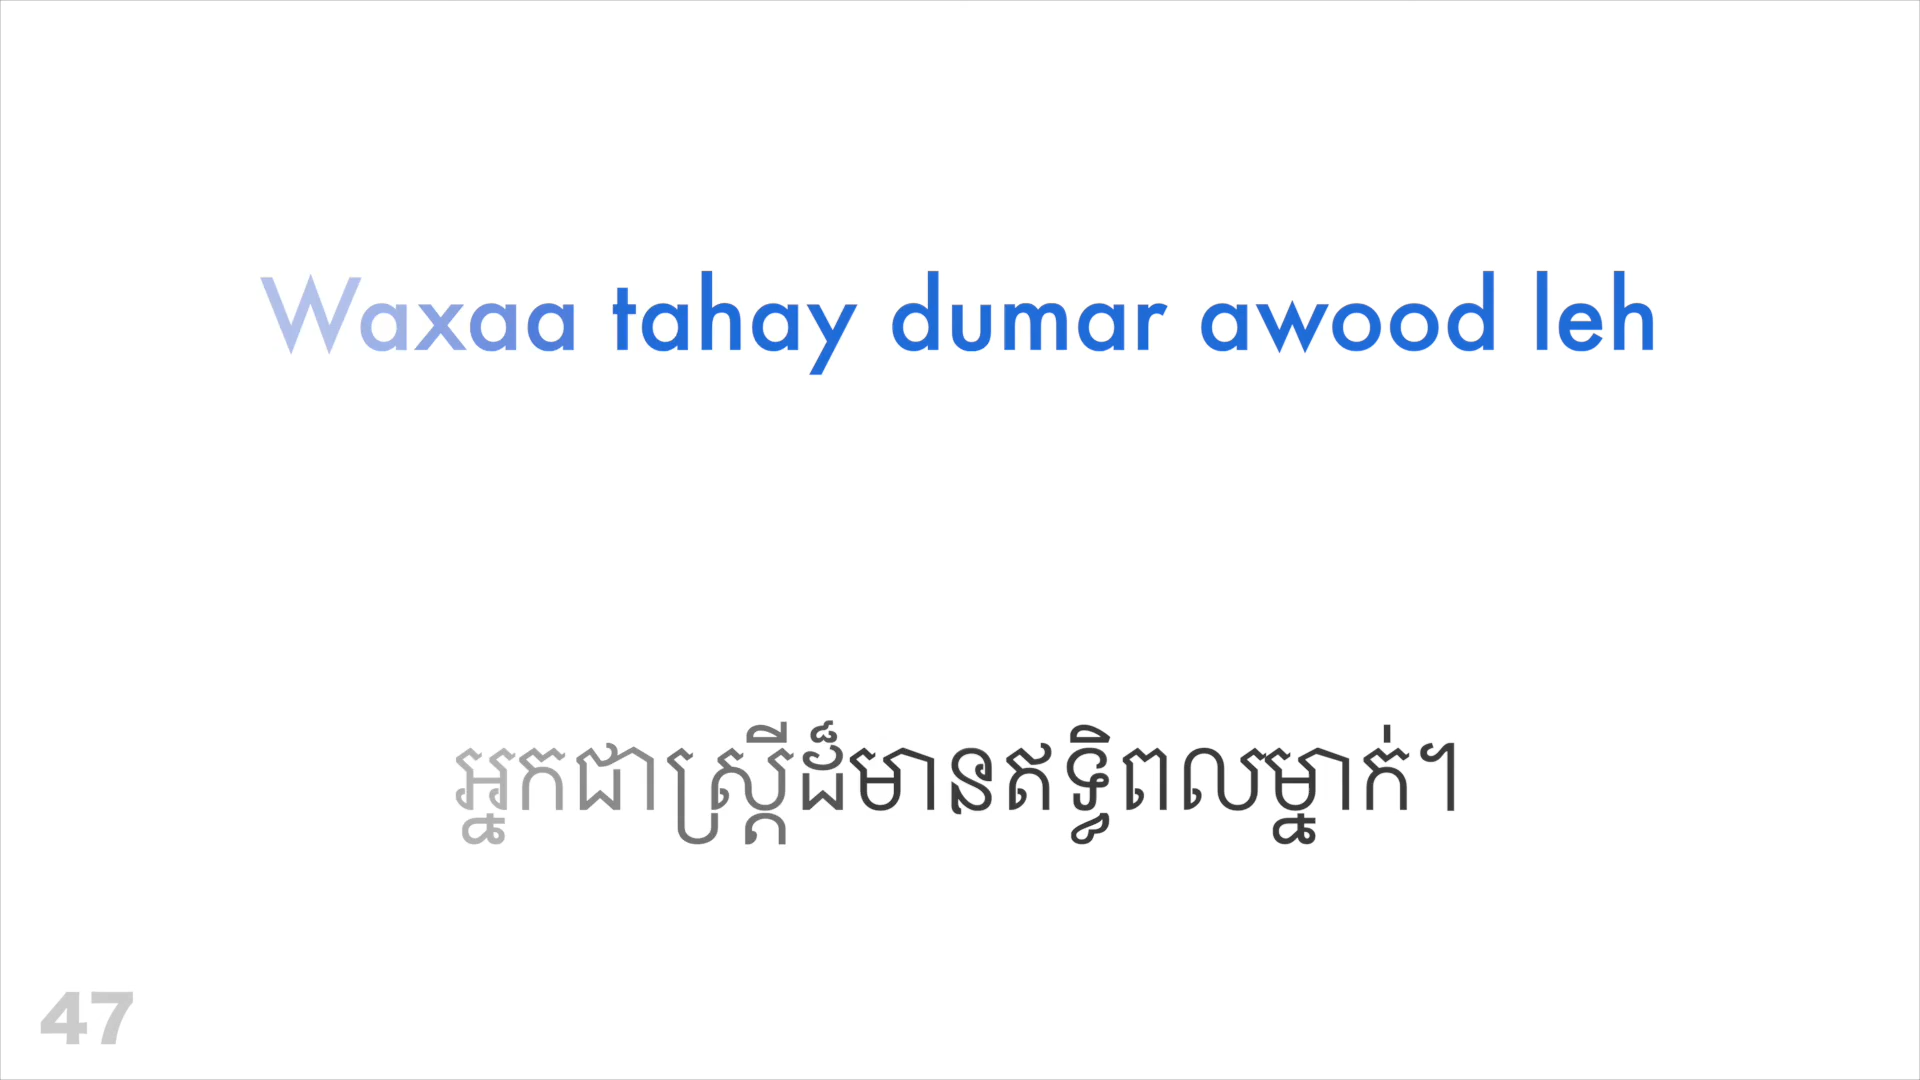 Waxaa tahay dumar awood leh
អ្នកជាស្ត្រីដ៏មានឥទ្ធិពលម្នាក់។
47